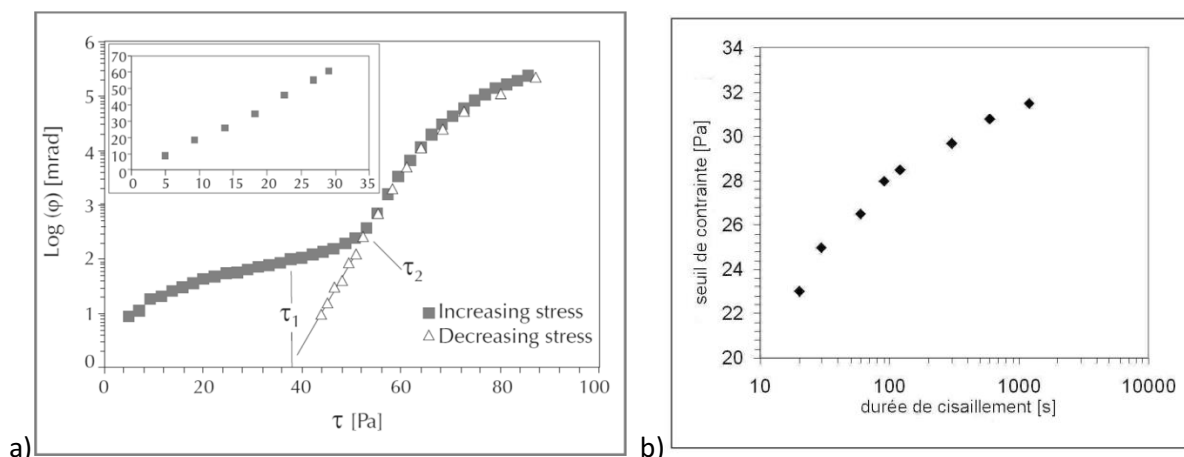 6
5
4
3
2
1
0
Log (φ) [mrad]
70
60
50
40
30
20
10
0
0 5 10 15 20 25 30 35
τ₂
τ₁
Increasing stress
Decreasing stress
0 20 40 60 80 100
τ [Pa]
a)
34
32
30
28
26
24
22
20
seuil de contrainte [Pa]
10 100 1000 10000
durée de cisaillement [s]
b)